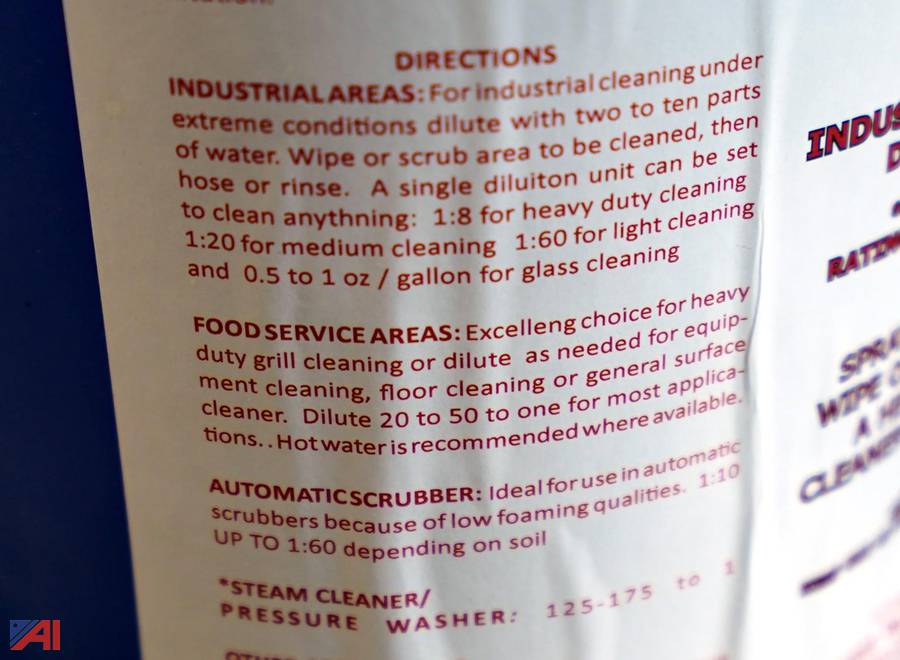 DIRECTIONS
INDUSTRIAL AREAS: For industrial cleaning under
extreme conditions dilute with two to ten parts
of water. Wipe or scrub area to be cleaned, then
hose or rinse. A single diluiton unit can be set
to clean anythning: 1:8 for heavy duty cleaning
1:20 for medium cleaning 1:60 for light cleaning
and 0.5 to 1 oz / gallon for glass cleaning
FOOD SERVICE AREAS: Excelleng choice for heavy
duty grill cleaning or dilute as needed for equip-
ment cleaning, floor cleaning or general surface
cleaner. Dilute 20 to 50 to one for most applica-
tions. . Hot water is recommended where available.
AUTOMATIC SCRUBBER: Ideal for use in automatic
scrubbers because of low foaming qualities. 1:10
UP TO 1:60 depending on soil
*STEAM CLEANER/
PRESSURE WASHER: 125-175 to 1
INDUS
D
RATIN
SPRA
WIPE O
A HE
CLEANER
AI